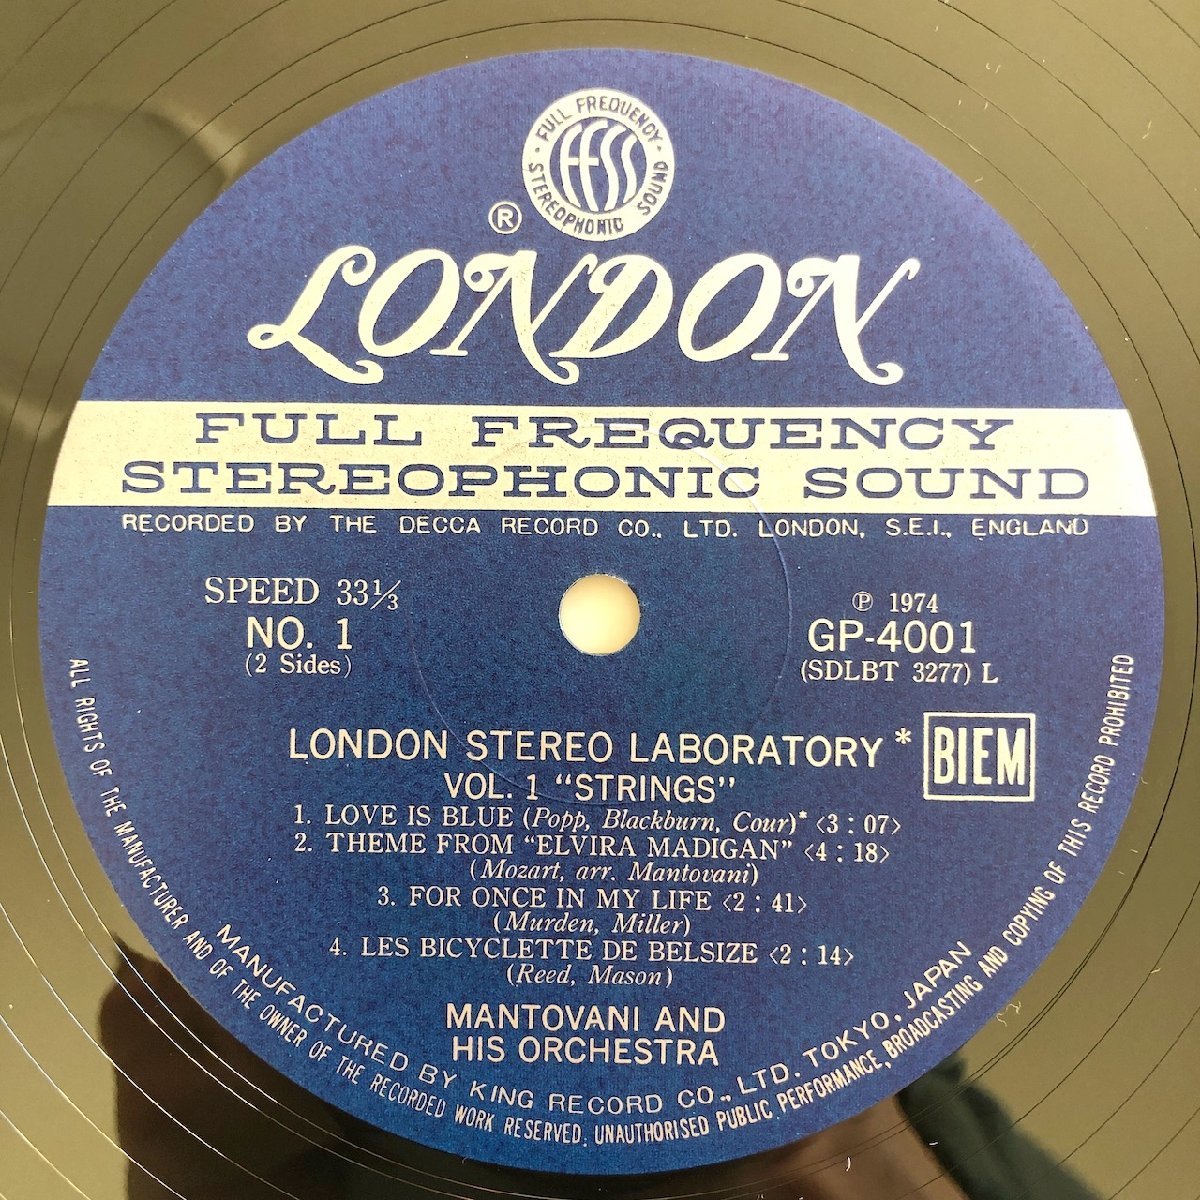 FULL FREQUENCY
FFSS
STEREOPHONIC SOUND
®
LONDON
FULL FREQUENCY
STEREOPHONIC SOUND
RECORDED BY THE DECCA RECORD CO., LTD. LONDON, S.E.I., ENGLAND
SPEED 33⅓
NO. 1
(2 Sides)
℗ 1974
GP-4001
(SDLBT 3277) L
BIEM
LONDON STEREO LABORATORY *
VOL. 1 “STRINGS”
1. LOVE IS BLUE (Popp, Blackburn, Cour)* <3 : 07>
2. THEME FROM “ELVIRA MADIGAN” <4 : 18>
(Mozart, arr. Mantovani)
3. FOR ONCE IN MY LIFE <2 : 41>
(Murden, Miller)
4. LES BICYCLETTE DE BELSIZE <2 : 14>
(Reed, Mason)
MANTOVANI AND
HIS ORCHESTRA
MANUFACTURED BY KING RECORD CO., LTD. TOKYO, JAPAN
ALL RIGHTS OF THE MANUFACTURER AND OF THE OWNER OF THE RECORDED WORK RESERVED. UNAUTHORISED PUBLIC PERFORMANCE, BROADCASTING AND COPYING OF THIS RECORD PROHIBITED